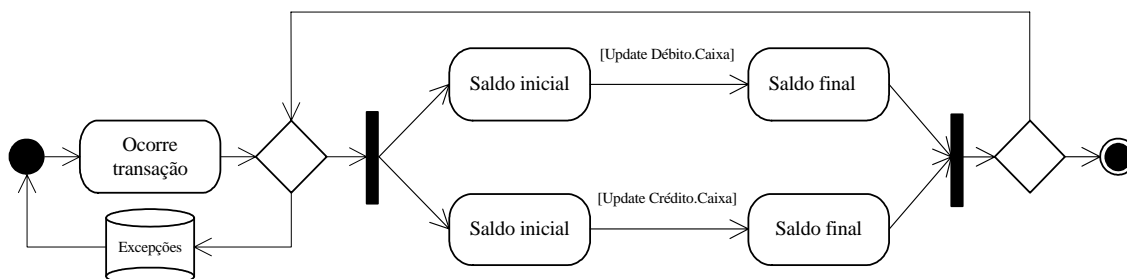 [Update Débito.Caixa]
Saldo inicial
Saldo final
Ocorre
transação
[Update Crédito.Caixa]
Saldo inicial
Saldo final
Excepções